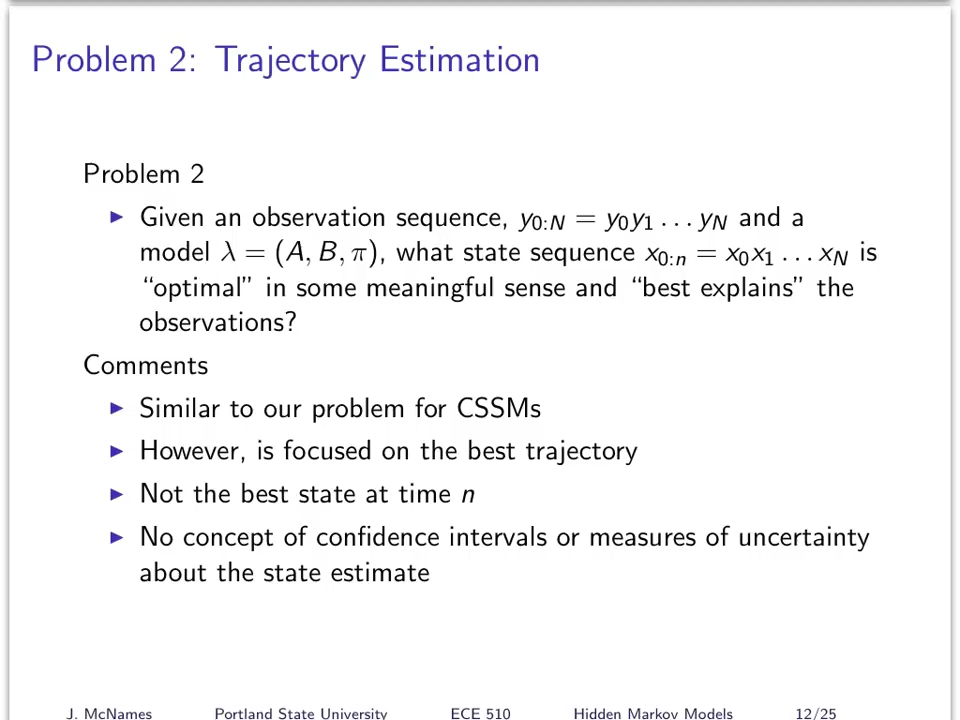 Problem 2: Trajectory Estimation
Problem 2
▶ Given an observation sequence, y₀:N = y₀y₁ . . . yN and a
model λ = (A, B, π), what state sequence x₀:n = x₀x₁ . . . xN is
“optimal” in some meaningful sense and “best explains” the
observations?
Comments
▶ Similar to our problem for CSSMs
▶ However, is focused on the best trajectory
▶ Not the best state at time n
▶ No concept of confidence intervals or measures of uncertainty
about the state estimate
J. McNames Portland State University ECE 510 Hidden Markov Models 12/25